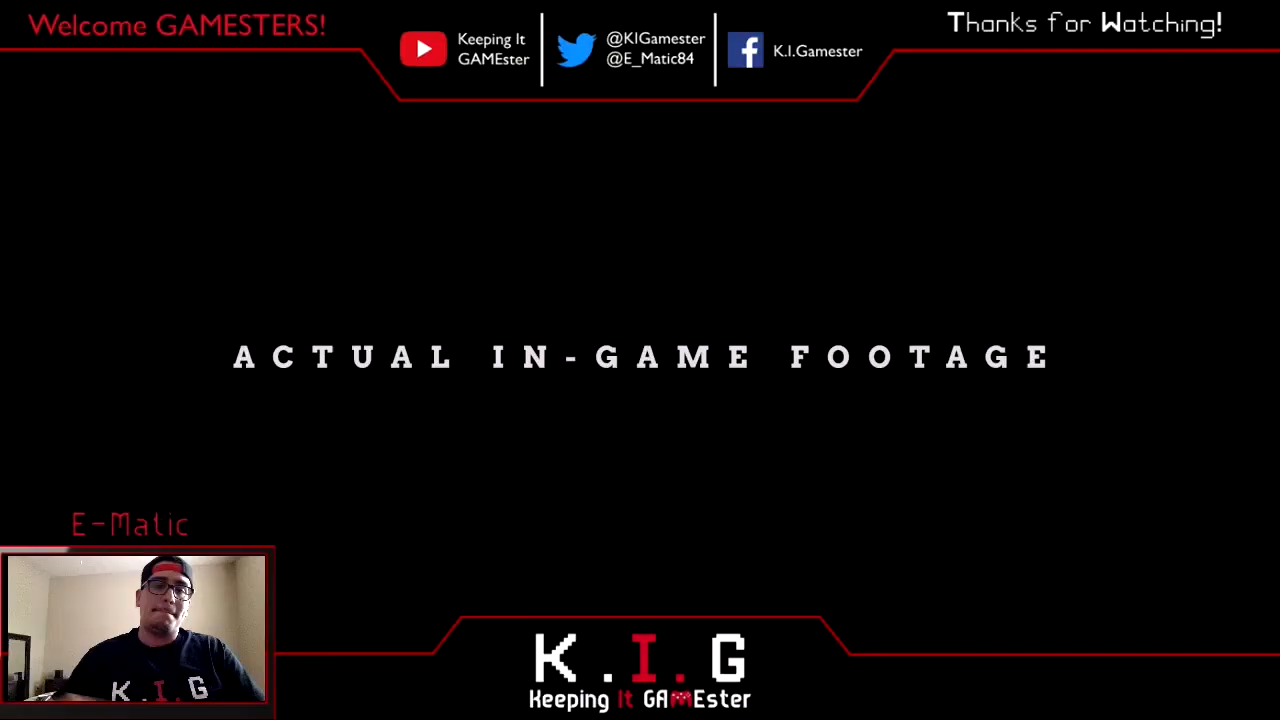 Welcome GAMESTERS!
Keeping It
GAMEster
@KIGamester
@E_Matic84
K.I.Gamester
Thanks for Watching!
ACTUAL IN-GAME FOOTAGE
E-Matic
K.I.G
K.I.G
Keeping It GAMEster